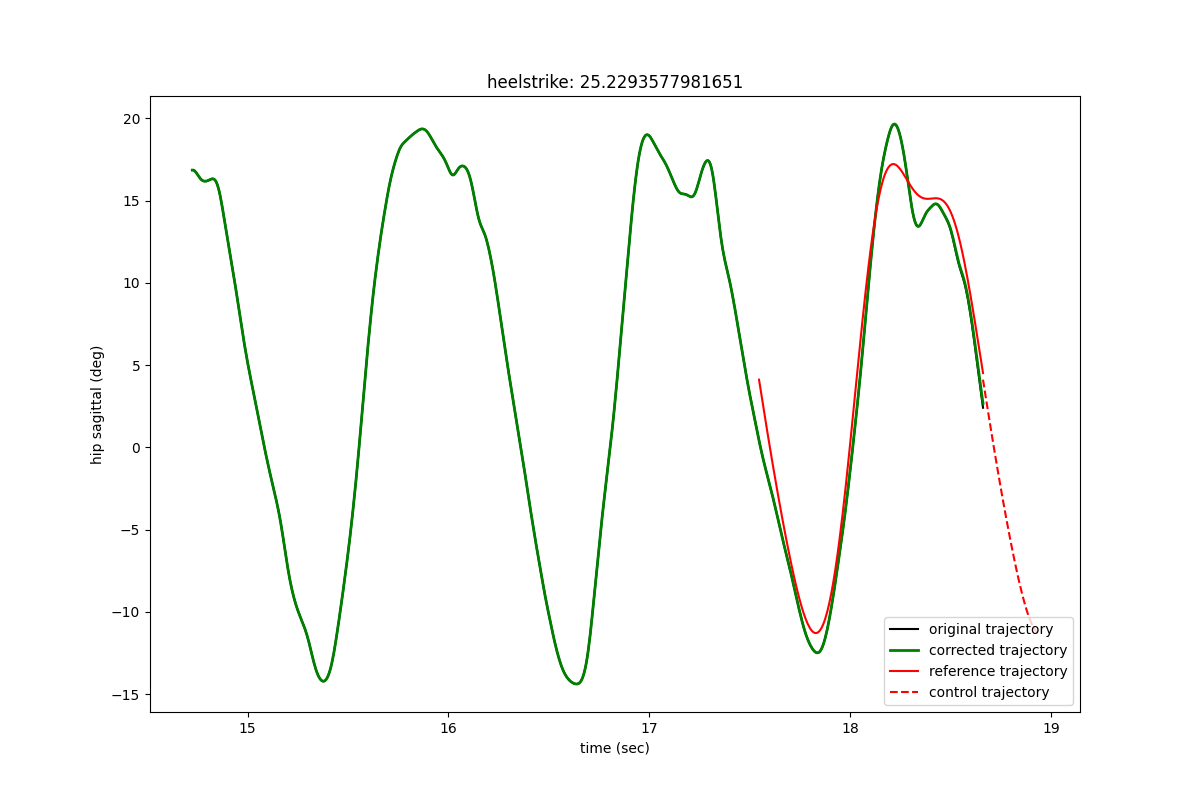 heelstrike: 25.2293577981651
20
15
10
5
0
−5
−10
−15
hip sagittal (deg)
original trajectory
corrected trajectory
reference trajectory
control trajectory
15 16 17 18 19
time (sec)